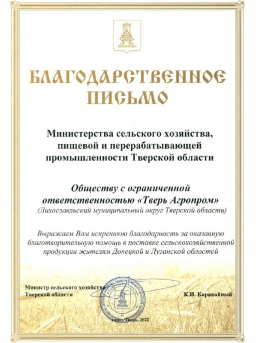 БЛАГОДАРСТВЕННОЕ
ПИСЬМО
Министерства сельского хозяйства,
пищевой и перерабатывающей
промышленности Тверской области
Обществу с ограниченной
ответственностью «Тверь Агропром»
(Лихославльский муниципальный округ Тверской области)
Выражаем Вам искреннюю благодарность за оказанную
благотворительную помощь в поставке сельскохозяйственной
продукции жителям Донецкой и Луганской областей
Министр сельского хозяйства
Тверской области
К.И. Каравайный
Тверь, 2022